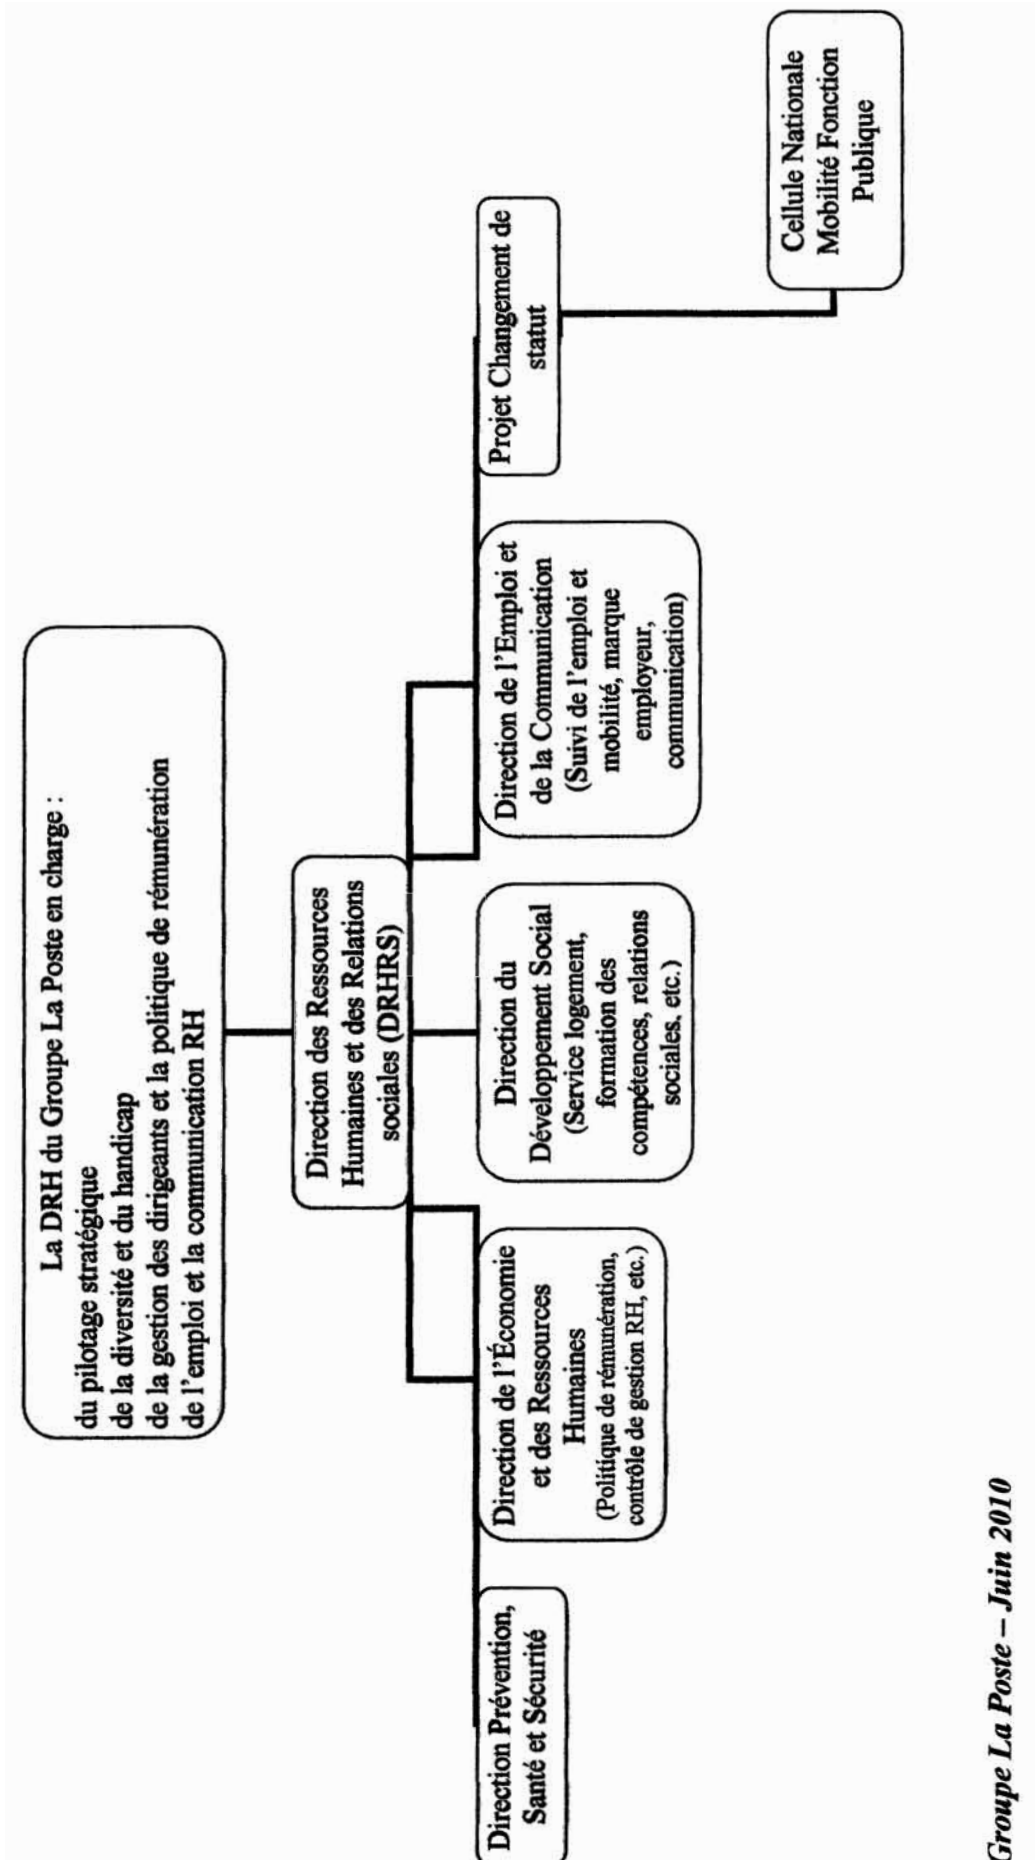 La DRH du Groupe La Poste en charge :
du pilotage stratégique
de la diversité et du handicap
de la gestion des dirigeants et la politique de rémunération
de l'emploi et la communication RH
Direction des Ressources
Humaines et des Relations
sociales (DRHRS)
Direction Prévention,
Santé et Sécurité
Direction de l'Économie
et des Ressources
Humaines
(Politique de rémunération,
contrôle de gestion RH, etc.)
Direction du
Développement Social
(Service logement,
formation des
compétences, relations
sociales, etc.)
Direction de l'Emploi et
de la Communication
(Suivi de l'emploi et
mobilité, marque
employeur,
communication)
Projet Changement de
statut
Cellule Nationale
Mobilité Fonction
Publique
Groupe La Poste – Juin 2010